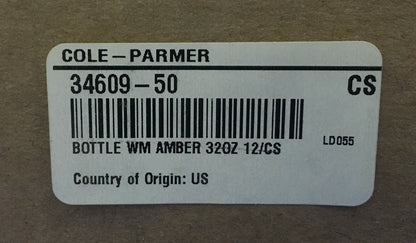 COLE-PARMER
34609-50 CS
BOTTLE WM AMBER 32OZ 12/CS LD055
Country of Origin: US